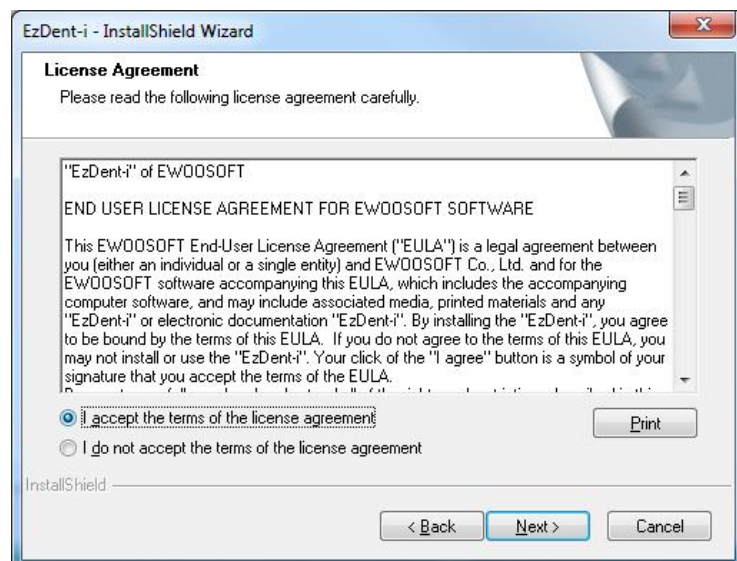 EzDent-i - InstallShield Wizard
License Agreement
Please read the following license agreement carefully.
"EzDent-i" of EWOOSOFT
END USER LICENSE AGREEMENT FOR EWOOSOFT SOFTWARE
This EWOOSOFT End-User License Agreement ("EULA") is a legal agreement between
you (either an individual or a single entity) and EWOOSOFT Co., Ltd. and for the
EWOOSOFT software accompanying this EULA, which includes the accompanying
computer software, and may include associated media, printed materials and any
"EzDent-i" or electronic documentation "EzDent-i". By installing the "EzDent-i", you agree
to be bound by the terms of this EULA.  If you do not agree to the terms of this EULA, you
may not install or use the "EzDent-i". Your click of the "I agree" button is a symbol of your
signature that you accept the terms of the EULA.
I accept the terms of the license agreement
Print
I do not accept the terms of the license agreement
InstallShield
< Back
Next >
Cancel